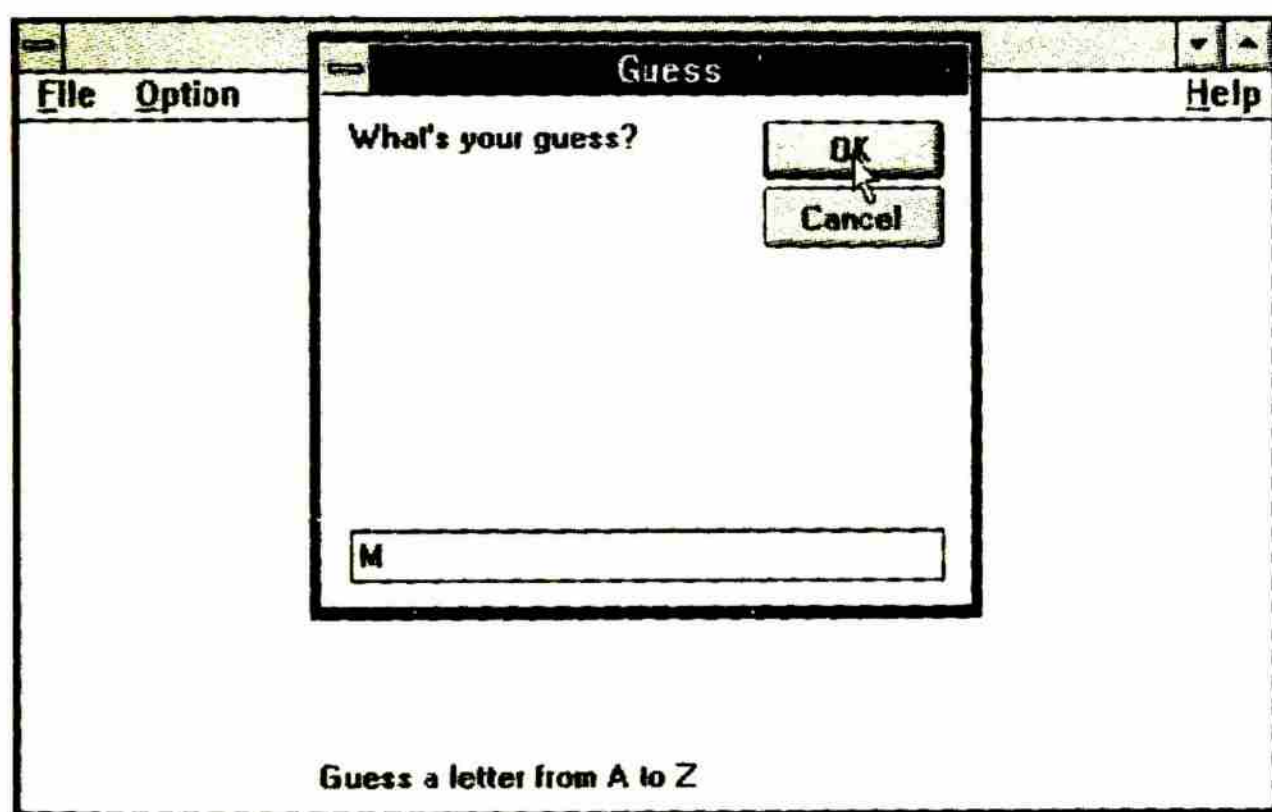 Guess
File Option Help
What's your guess?
OK
Cancel
M
Guess a letter from A to Z